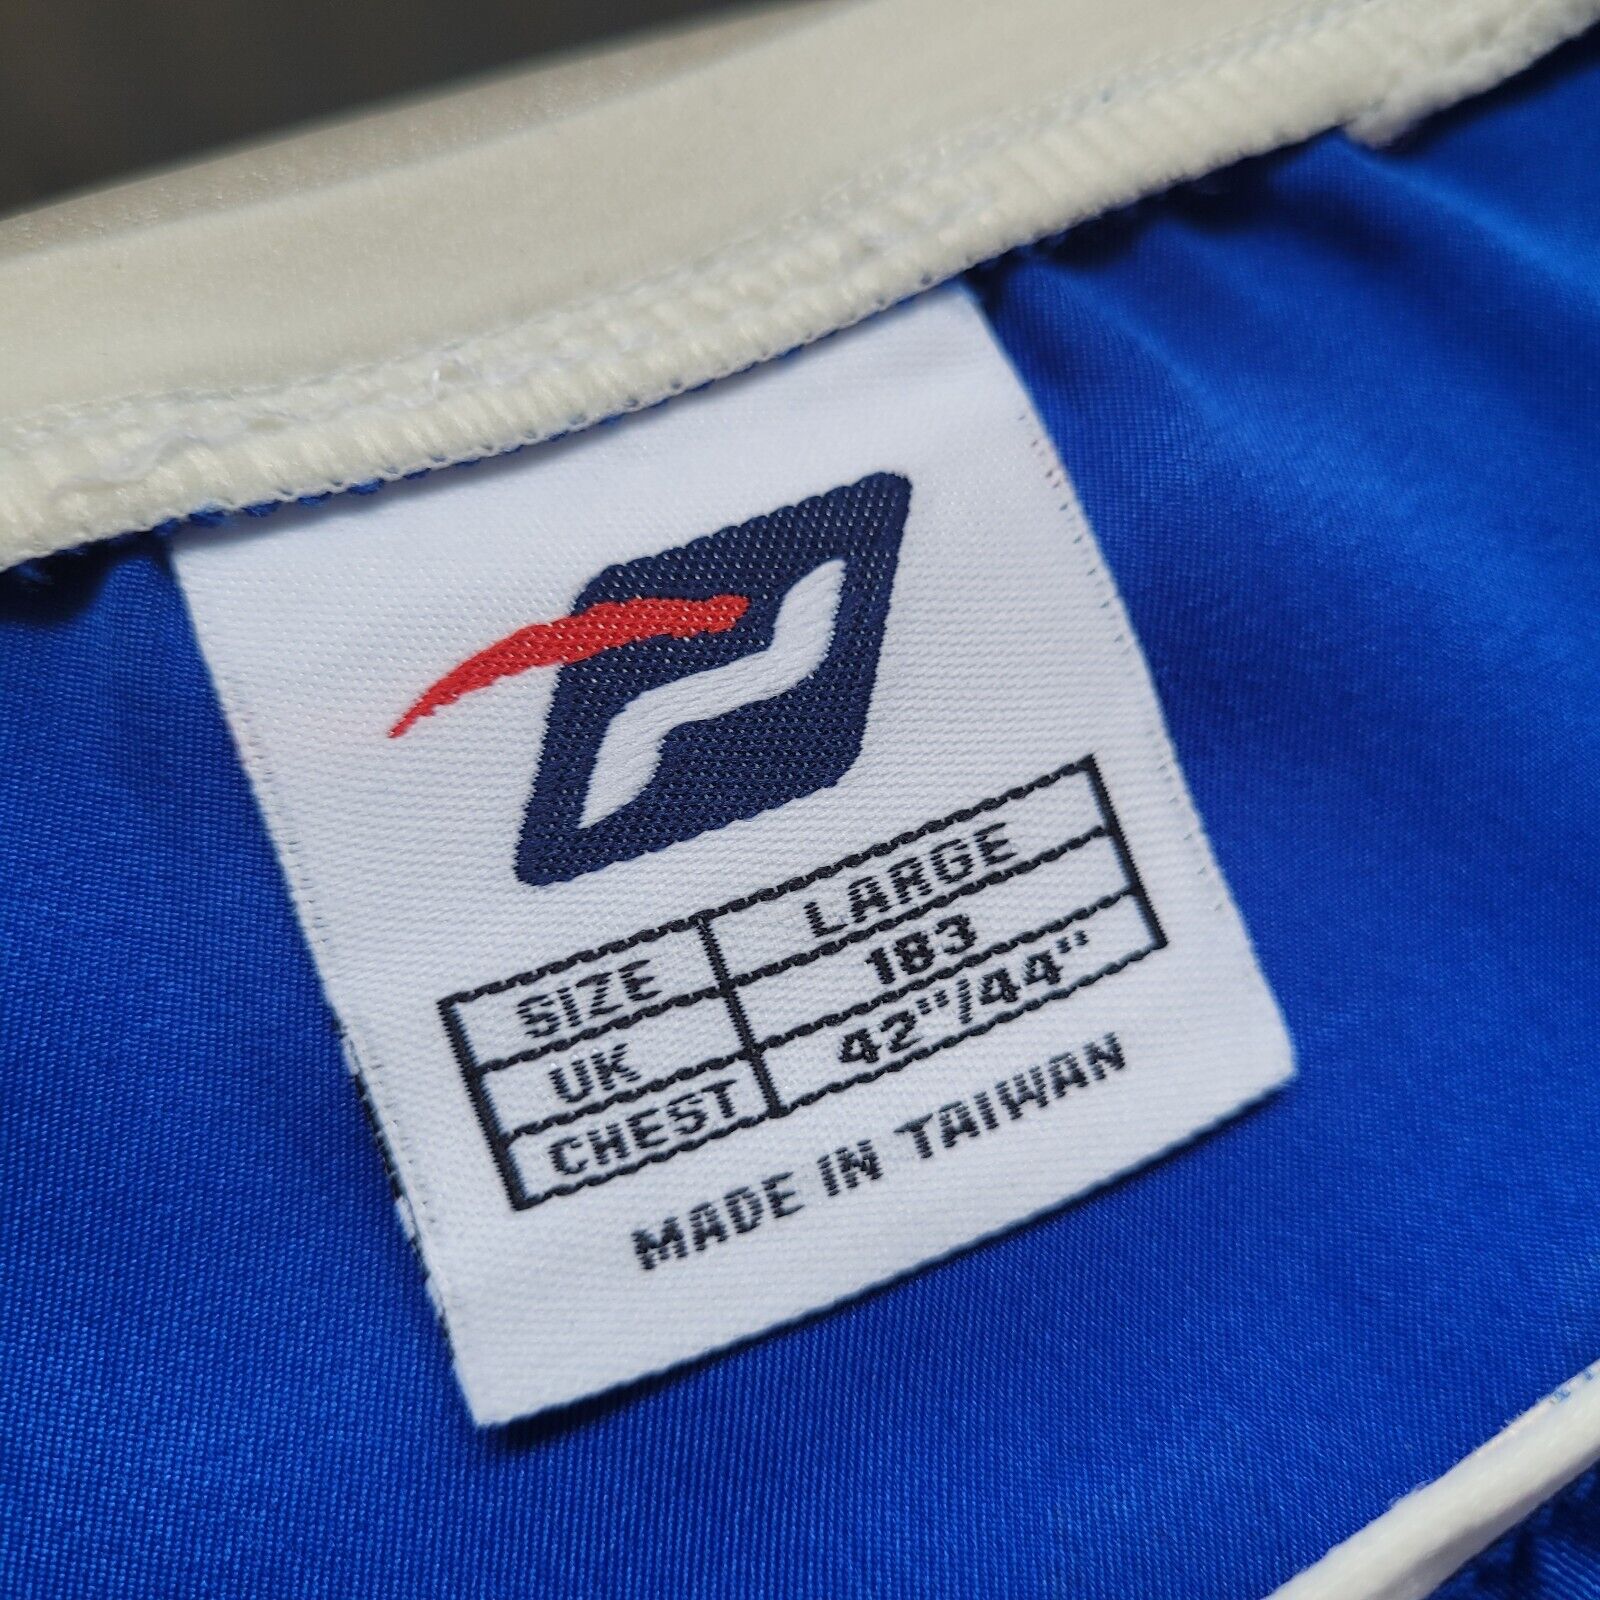 SIZE LARGE
UK 183
CHEST 42"/44"
MADE IN TAIWAN